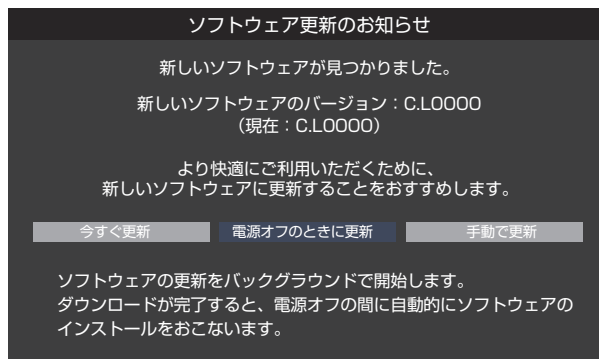 ソフトウェア更新のお知らせ
新しいソフトウェアが見つかりました。
新しいソフトウェアのバージョン：C.L0000
（現在：C.L0000）
より快適にご利用いただくために、
新しいソフトウェアに更新することをおすすめします。
今すぐ更新 電源オフのときに更新 手動で更新
ソフトウェアの更新をバックグラウンドで開始します。
ダウンロードが完了すると、電源オフの間に自動的にソフトウェアの
インストールをおこないます。